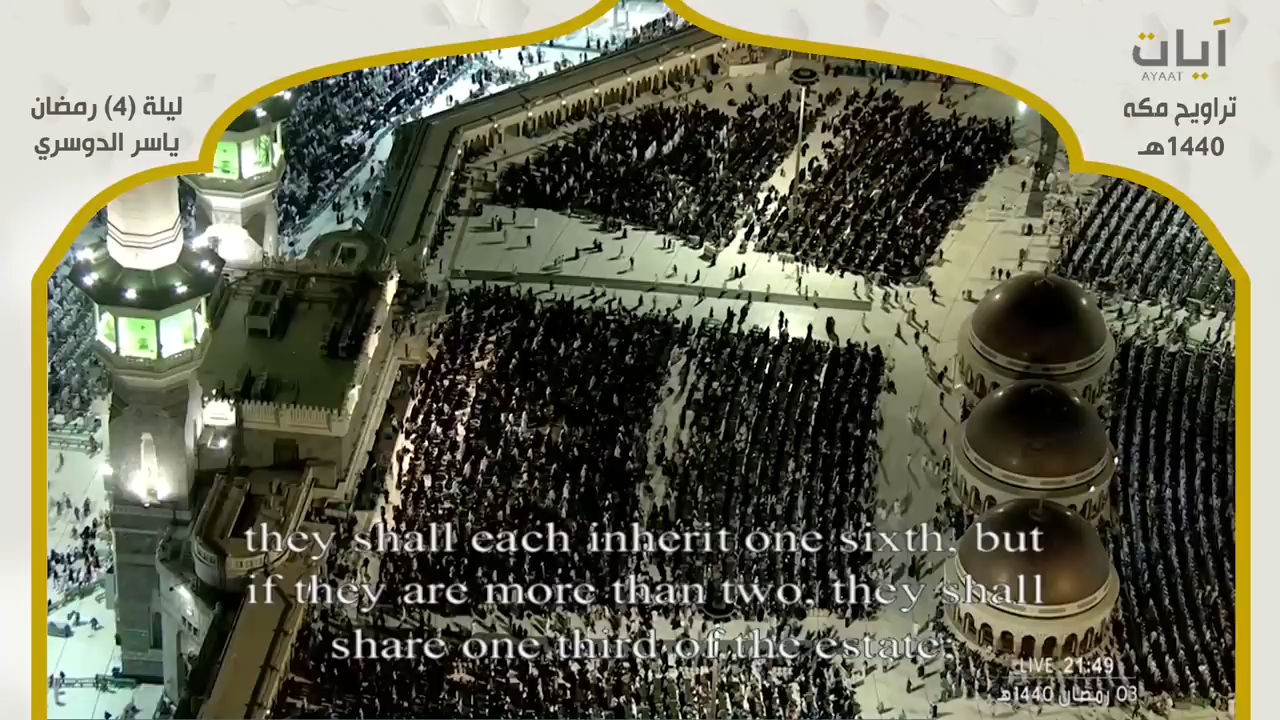 آيات
AYAAT
تراويح مكه
1440هـ
ليلة (4) رمضان
ياسر الدوسري
they shall each inherit one sixth, but
if they are more than two, they shall
share one third of the estate;
LIVE 21:49
03 رمضان 1440هـ